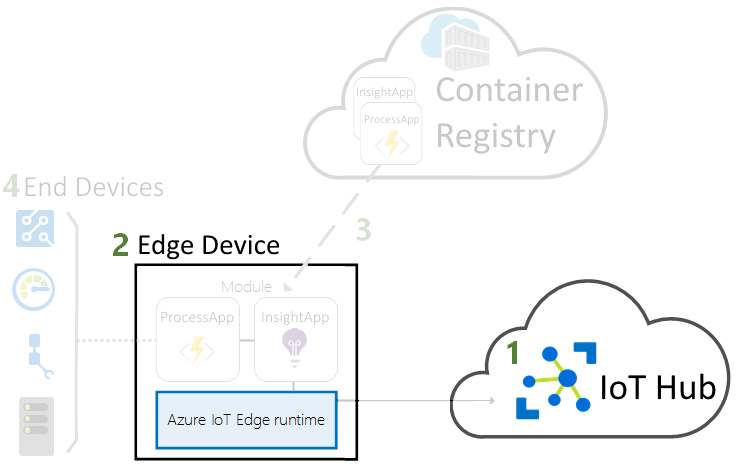 InsightApp
ProcessApp
Container
Registry
4 End Devices
3
2 Edge Device
Module
ProcessApp
InsightApp
Azure IoT Edge runtime
1
IoT Hub